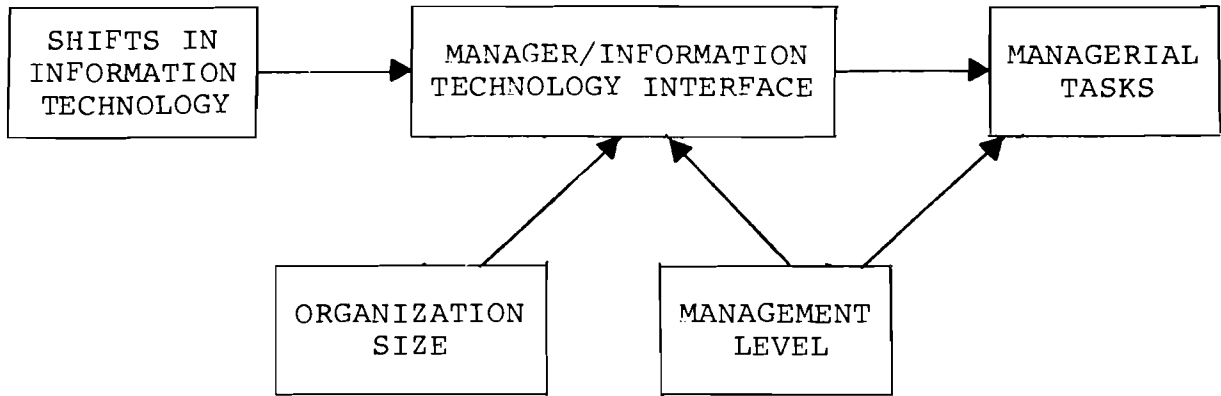 SHIFTS IN
INFORMATION
TECHNOLOGY
MANAGER/INFORMATION
TECHNOLOGY INTERFACE
MANAGERIAL
TASKS
ORGANIZATION
SIZE
MANAGEMENT
LEVEL